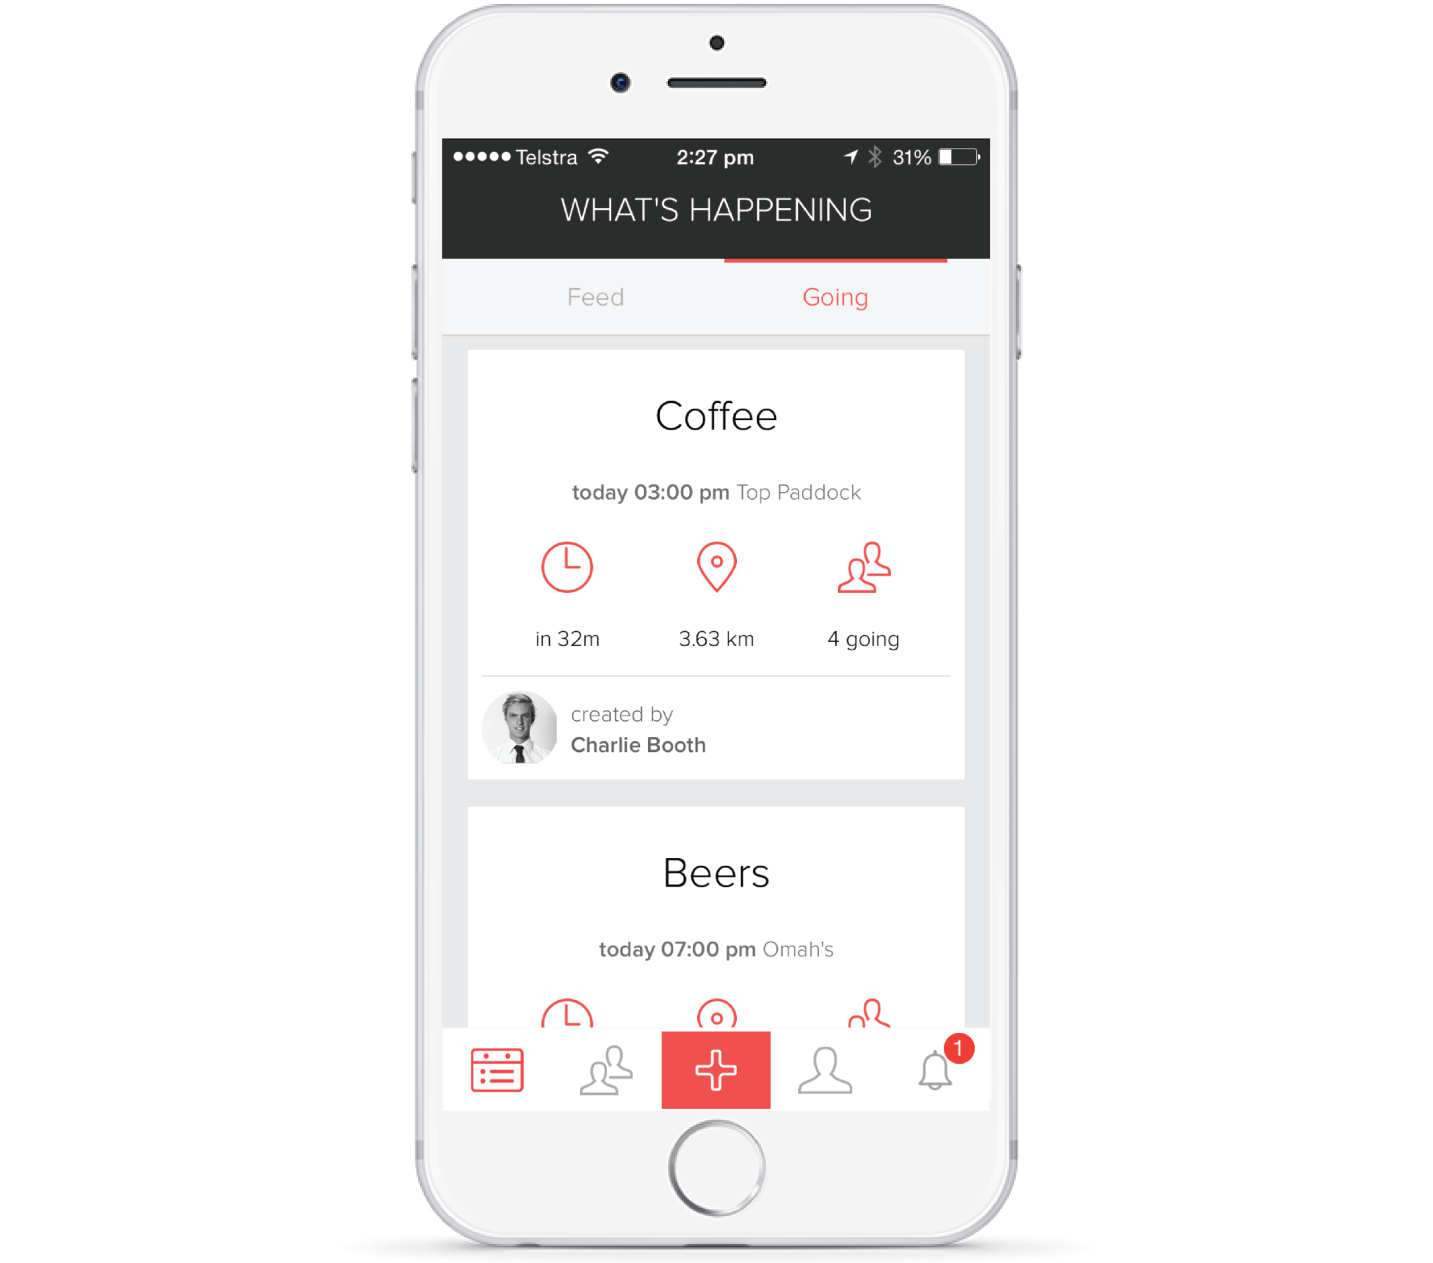 Telstra 2:27 pm 31%
WHAT'S HAPPENING
Feed Going
Coffee
today 03:00 pm Top Paddock
in 32m 3.63 km 4 going
created by
Charlie Booth
Beers
today 07:00 pm Omah's
1